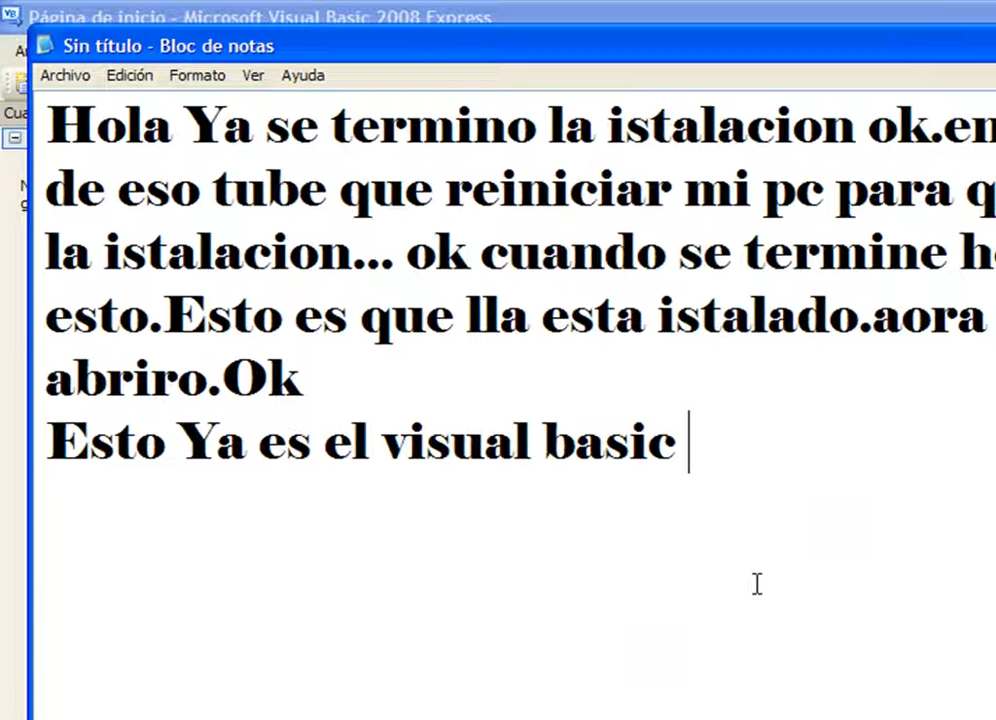 Página de inicio - Microsoft Visual Basic 2008 Express
Sin título - Bloc de notas
Archivo Edición Formato Ver Ayuda
Cua
Hola Ya se termino la istalacion ok.en
de eso tube que reiniciar mi pc para q
la istalacion... ok cuando se termine h
esto.Esto es que lla esta istalado.aora
abriro.Ok
Esto Ya es el visual basic